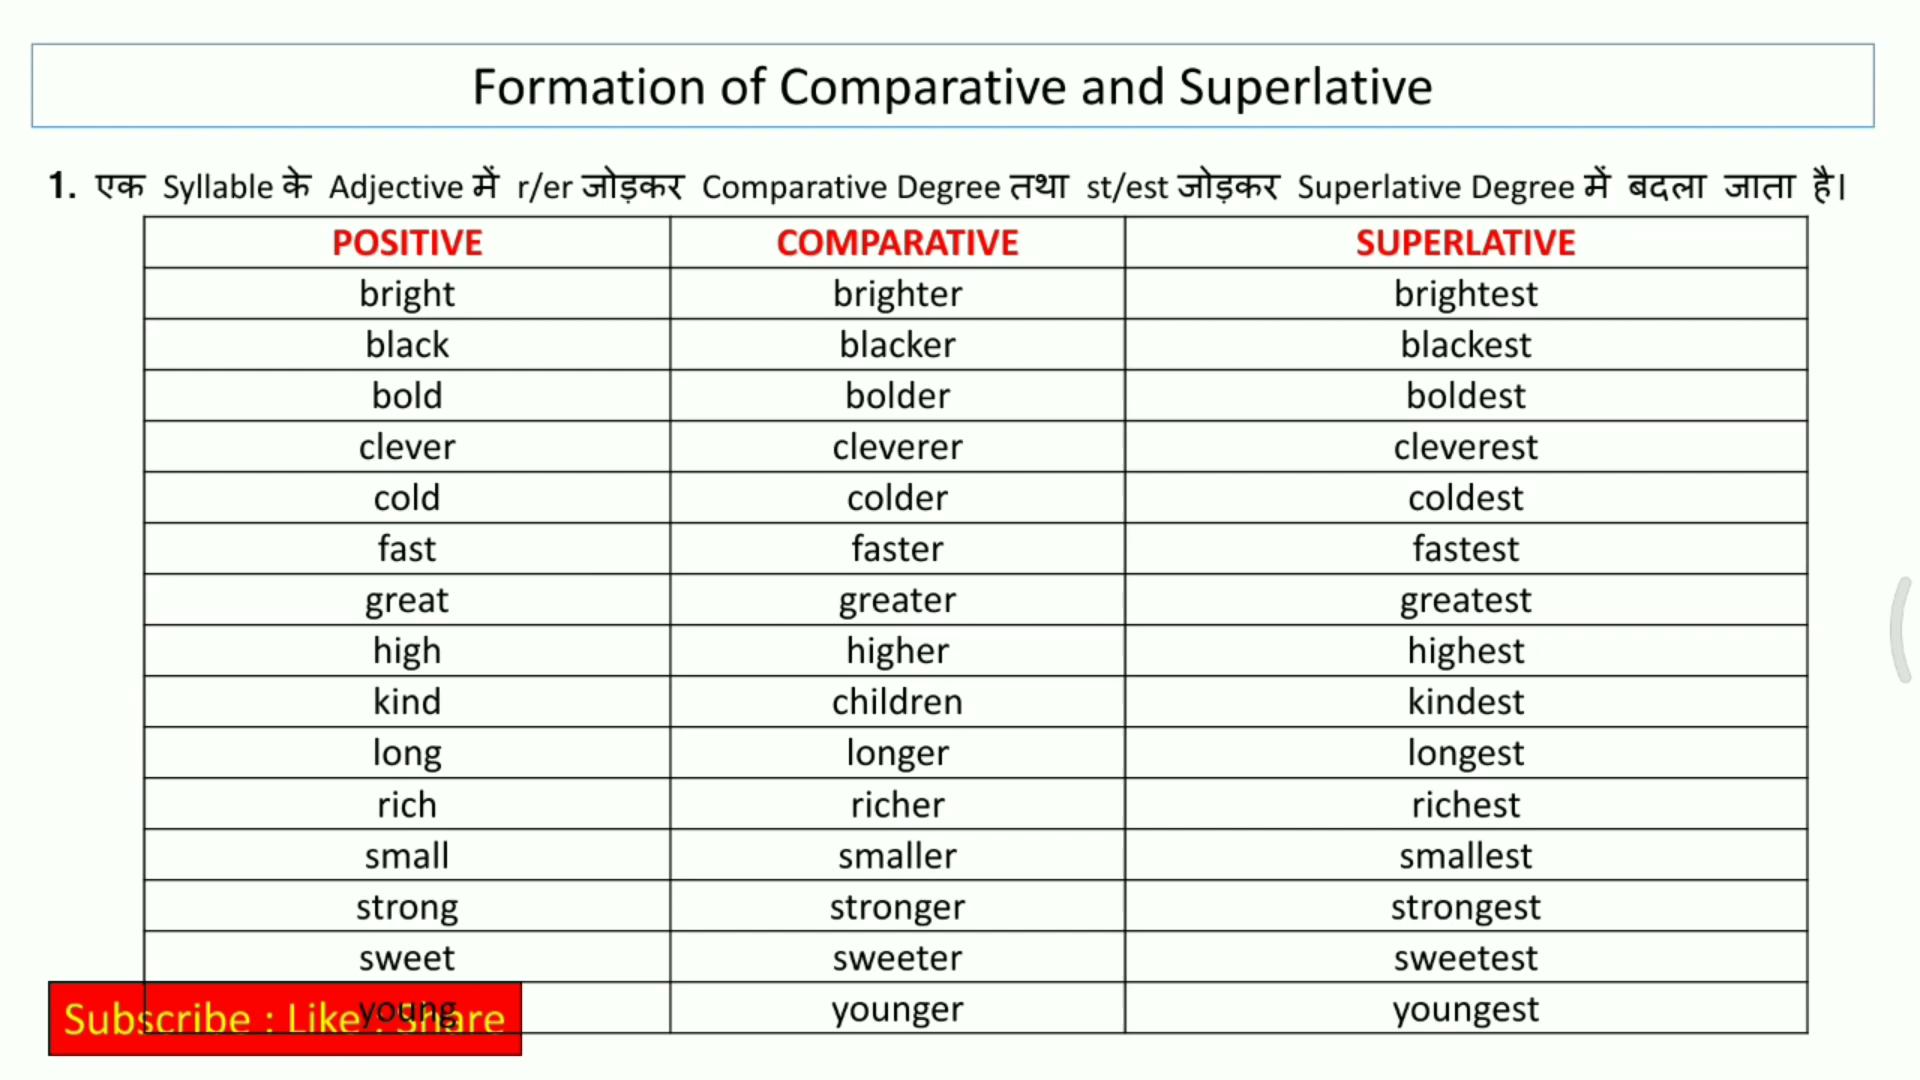 Formation of Comparative and Superlative
1. एक Syllable के Adjective में r/er जोड़कर Comparative Degree तथा st/est जोड़कर Superlative Degree में बदला जाता है।
POSITIVE COMPARATIVE SUPERLATIVE
bright brighter brightest
black blacker blackest
bold bolder boldest
clever cleverer cleverest
cold colder coldest
fast faster fastest
great greater greatest
high higher highest
kind children kindest
long longer longest
rich richer richest
small smaller smallest
strong stronger strongest
sweet sweeter sweetest
young younger youngest
Subscribe : Like : Share